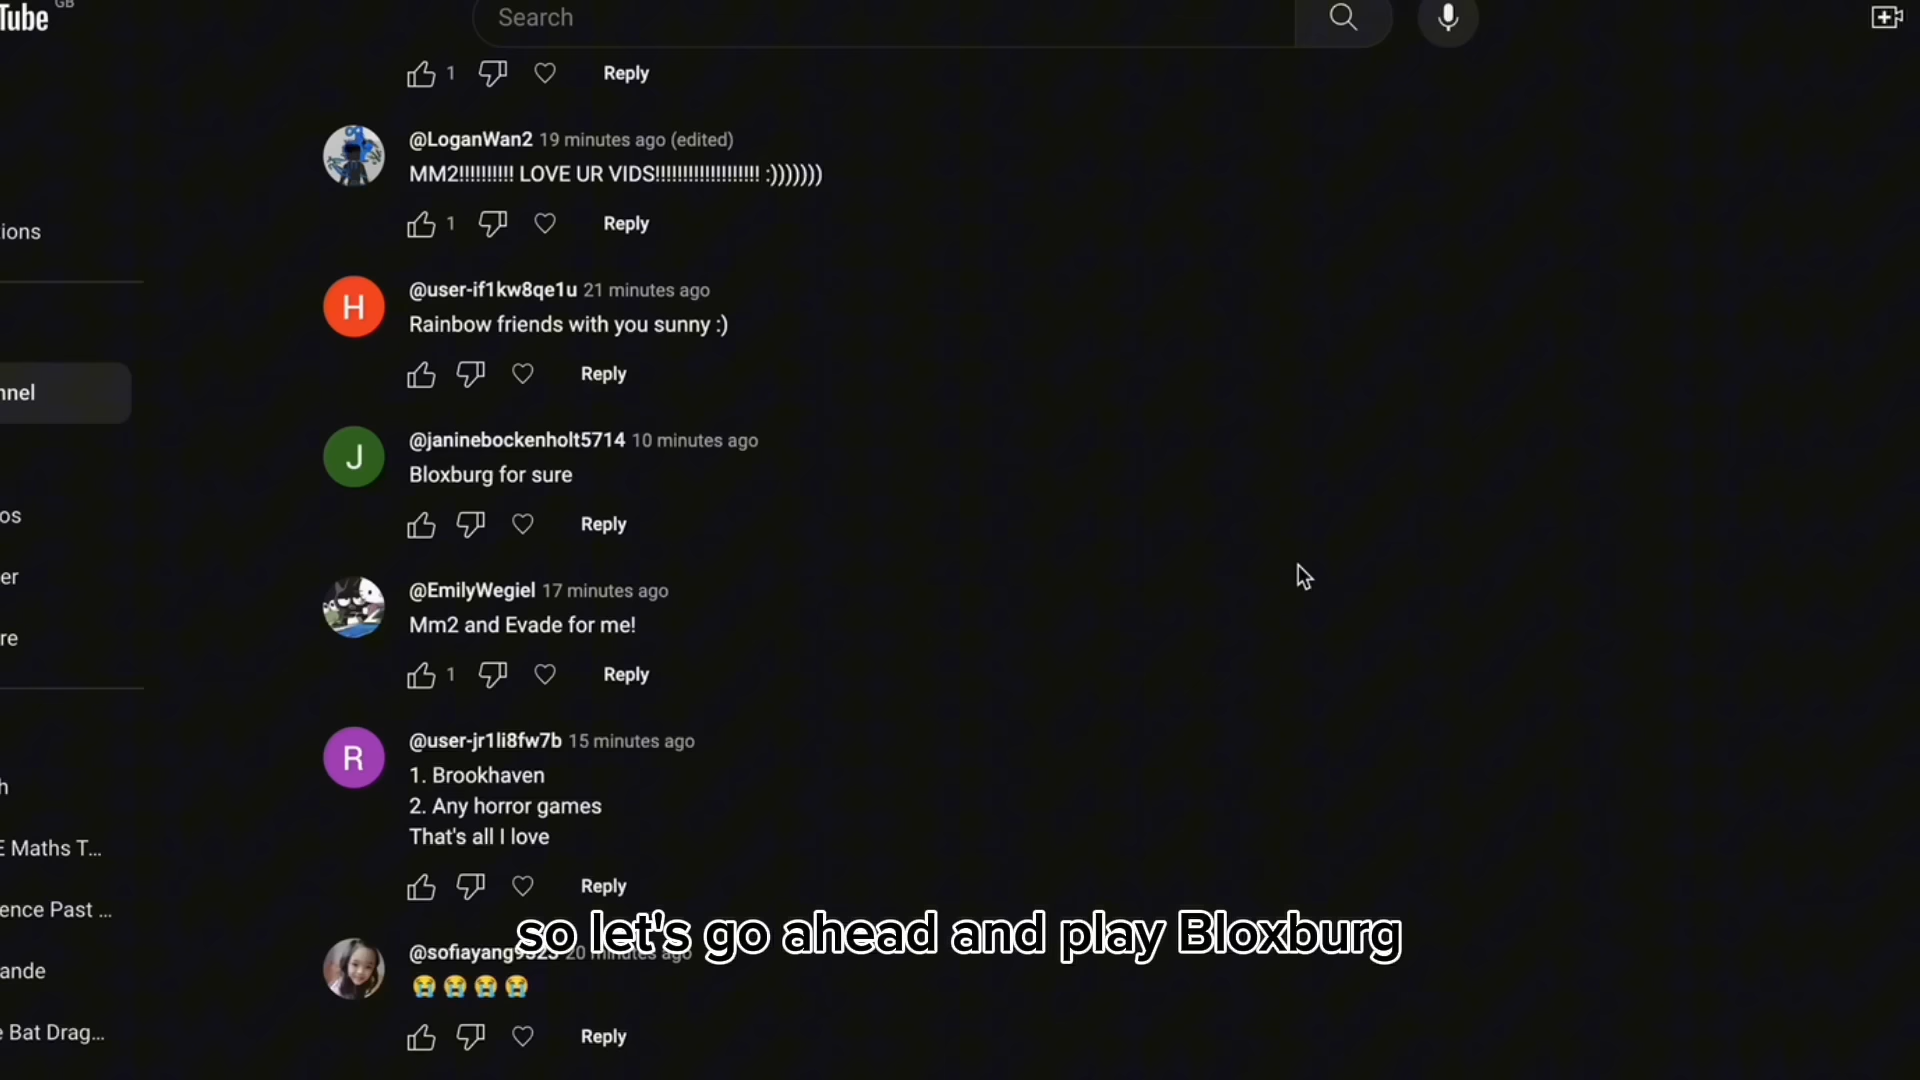 Tube GB
Search
1 Reply
@LoganWan2 19 minutes ago (edited)
MM2!!!!!!!!!! LOVE UR VIDS!!!!!!!!!!!!!!!!!!! :)))))))
1 Reply
ions
@user-if1kw8qe1u 21 minutes ago
Rainbow friends with you sunny :)
Reply
nnel
@janinebockenholt5714 10 minutes ago
Bloxburg for sure
Reply
os
@EmilyWegiel 17 minutes ago
er
Mm2 and Evade for me!
re
1 Reply
@user-jr1li8fw7b 15 minutes ago
1. Brookhaven
h
2. Any horror games
That's all I love
E Maths T...
Reply
ence Past ...
so let's go ahead and play Bloxburg
@sofiayang9323 20 minutes ago
ande
😭😭😭😭
e Bat Drag...
Reply